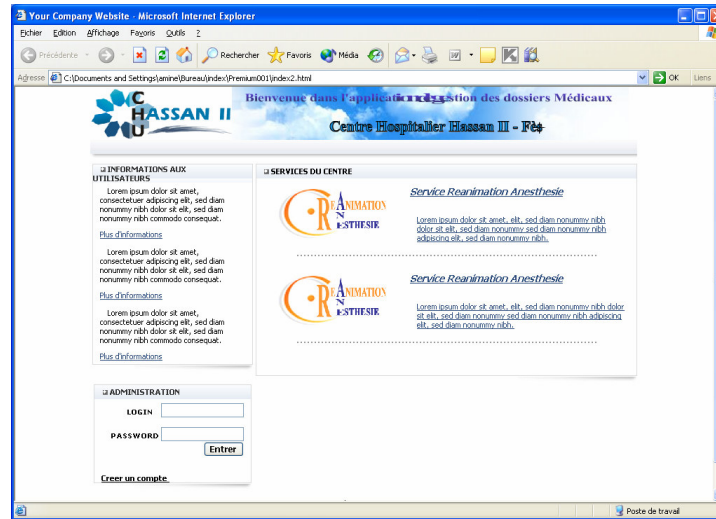 Your Company Website - Microsoft Internet Explorer
Fichier Edition Affichage Favoris Outils ?
Précédente Rechercher Favoris Média
Adresse C:\Documents and Settings\amine\Bureau\index\Premium001\index2.html OK Liens
CHU
HASSAN II
Bienvenue dans l'application de gestion des dossiers Médicaux
Centre Hospitalier Hassan II - Fès
INFORMATIONS AUX
UTILISATEURS
Lorem ipsum dolor sit amet,
consectetuer adipiscing elit, sed diam
nonummy nibh dolor sit elit, sed diam
nonummy nibh commodo consequat.
Plus d'informations
Lorem ipsum dolor sit amet,
consectetuer adipiscing elit, sed diam
nonummy nibh dolor sit elit, sed diam
nonummy nibh commodo consequat.
Plus d'informations
Lorem ipsum dolor sit amet,
consectetuer adipiscing elit, sed diam
nonummy nibh dolor sit elit, sed diam
nonummy nibh commodo consequat.
Plus d'informations
ADMINISTRATION
LOGIN
PASSWORD
Entrer
Creer un compte
SERVICES DU CENTRE
REANIMATION
ANESTHESIE
Service Reanimation Anesthesie
Lorem ipsum dolor sit amet, elit, sed diam nonummy nibh
dolor sit elit, sed diam nonummy sed diam nonummy nibh
adipiscing elit, sed diam nonummy nibh.
REANIMATION
ANESTHESIE
Service Reanimation Anesthesie
Lorem ipsum dolor sit amet, elit, sed diam nonummy nibh dolor
sit elit, sed diam nonummy sed diam nonummy nibh adipiscing
elit, sed diam nonummy nibh.
Poste de travail